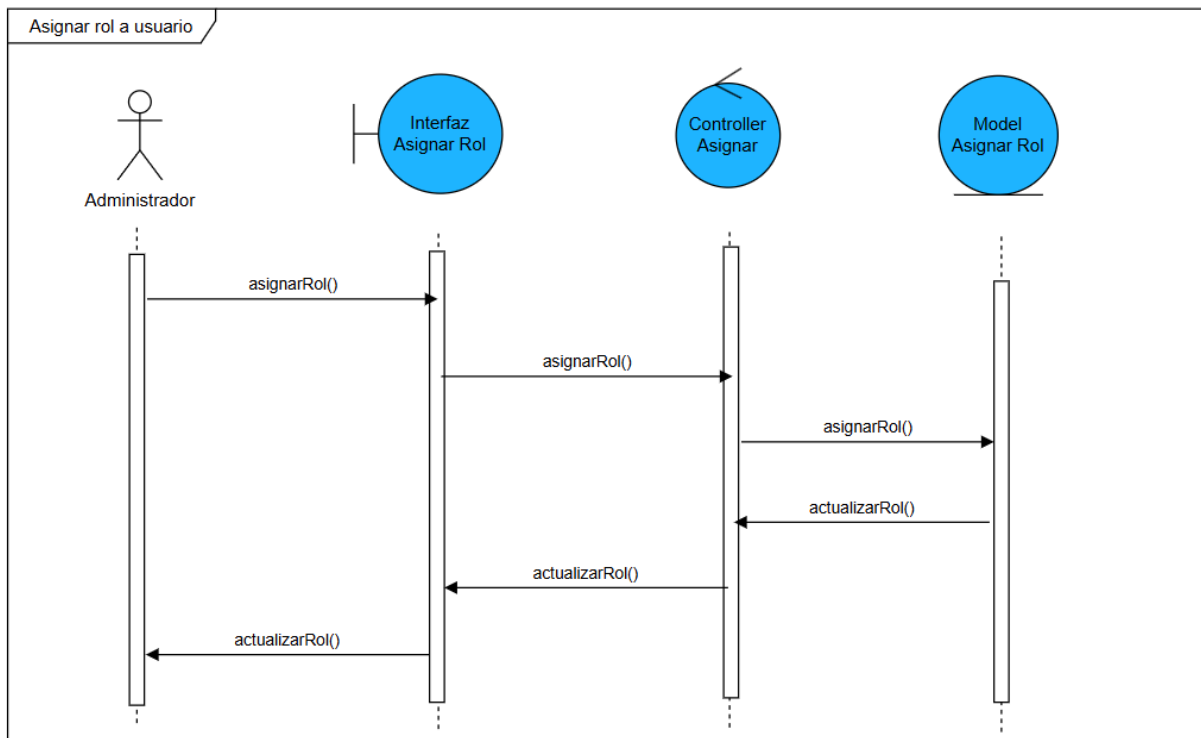 Asignar rol a usuario
Interfaz
Asignar Rol
Controller
Asignar
Model
Asignar Rol
Administrador
asignarRol()
asignarRol()
asignarRol()
actualizarRol()
actualizarRol()
actualizarRol()